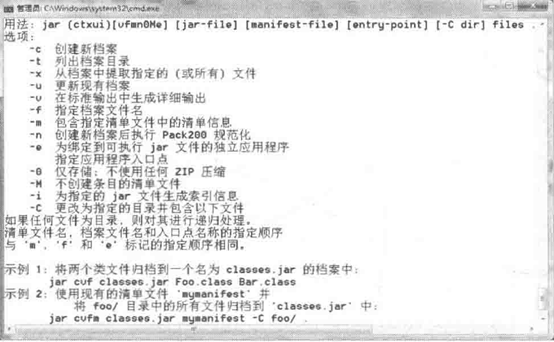 管理员: C:\Windows\system32\cmd.exe
用法: jar {ctxui}[vfmn0Me] [jar-file] [manifest-file] [entry-point] [-C dir] files ..
选项:
-c 创建新档案
-t 列出档案目录
-x 从档案中提取指定的 (或所有) 文件
-u 更新现有档案
-v 在标准输出中生成详细输出
-f 指定档案文件名
-m 包含指定清单文件中的清单信息
-n 创建新档案后执行 Pack200 规范化
-e 为绑定到可执行 jar 文件的独立应用程序
指定应用程序入口点
-0 仅存储; 不使用任何 ZIP 压缩
-M 不创建条目的清单文件
-i 为指定的 jar 文件生成索引信息
-C 更改为指定的目录并包含以下文件
如果任何文件为目录, 则对其进行递归处理。
清单文件名, 档案文件名和入口点名称的指定顺序
与 'm', 'f' 和 'e' 标记的指定顺序相同。
示例 1: 将两个类文件归档到一个名为 classes.jar 的档案中:
jar cvf classes.jar Foo.class Bar.class
示例 2: 使用现有的清单文件 'mymanifest' 并
将 foo/ 目录中的所有文件归档到 'classes.jar' 中:
jar cvfm classes.jar mymanifest -C foo/ .